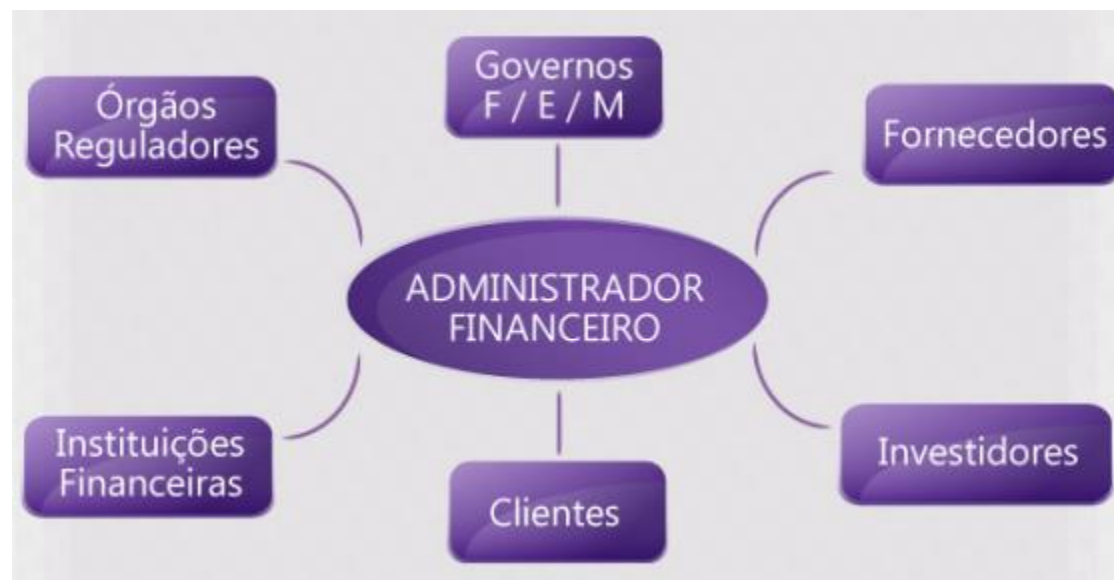 Governos
F / E / M
Órgãos
Reguladores
Fornecedores
ADMINISTRADOR
FINANCEIRO
Instituições
Financeiras
Investidores
Clientes